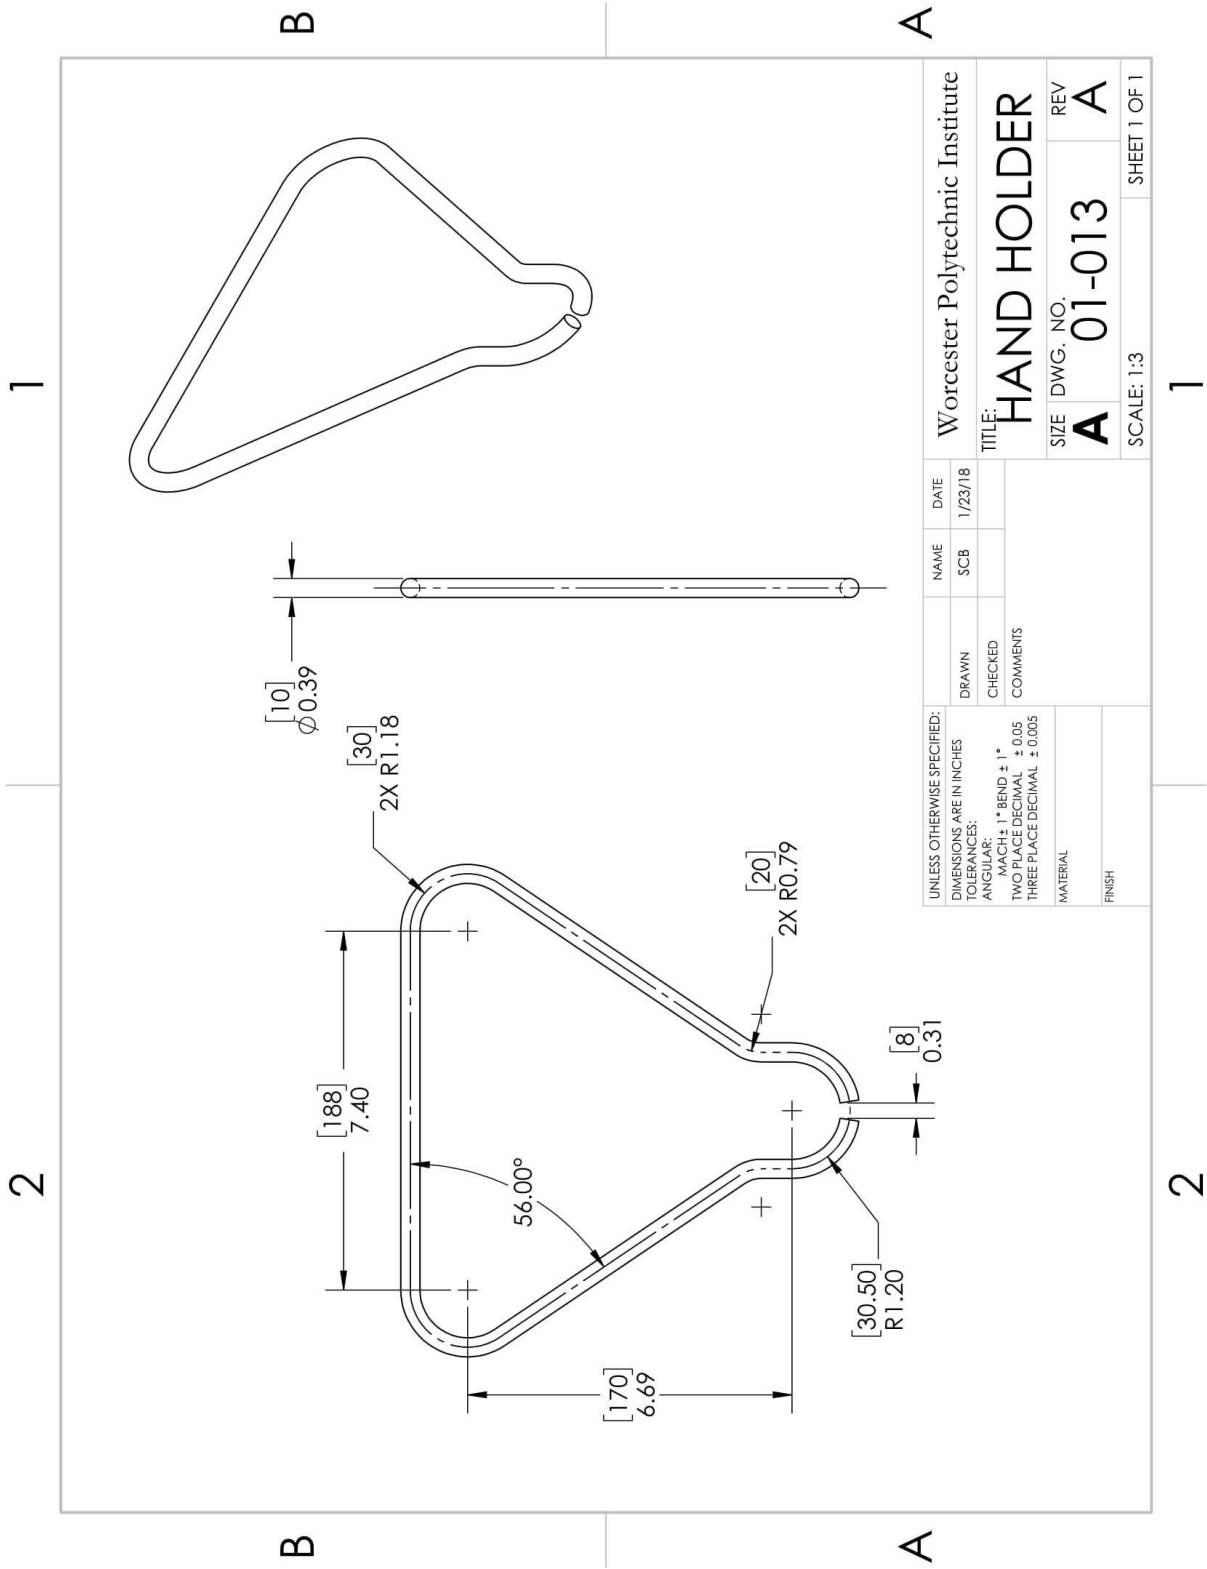 2
1
B
B
A
A
2
1
[188]
7.40
[10]
∅0.39
[30]
2X R1.18
56.00°
[170]
6.69
[20]
2X R0.79
[30.50]
R1.20
[8]
0.31
UNLESS OTHERWISE SPECIFIED:
DIMENSIONS ARE IN INCHES
TOLERANCES:
ANGULAR:
MACH± 1° BEND ± 1°
TWO PLACE DECIMAL ± 0.05
THREE PLACE DECIMAL ± 0.005
MATERIAL
FINISH
NAME DATE
DRAWN SCB 1/23/18
CHECKED
COMMENTS
Worcester Polytechnic Institute
TITLE:
HAND HOLDER
SIZE DWG. NO. REV
A 01-013 A
SCALE: 1:3 SHEET 1 OF 1